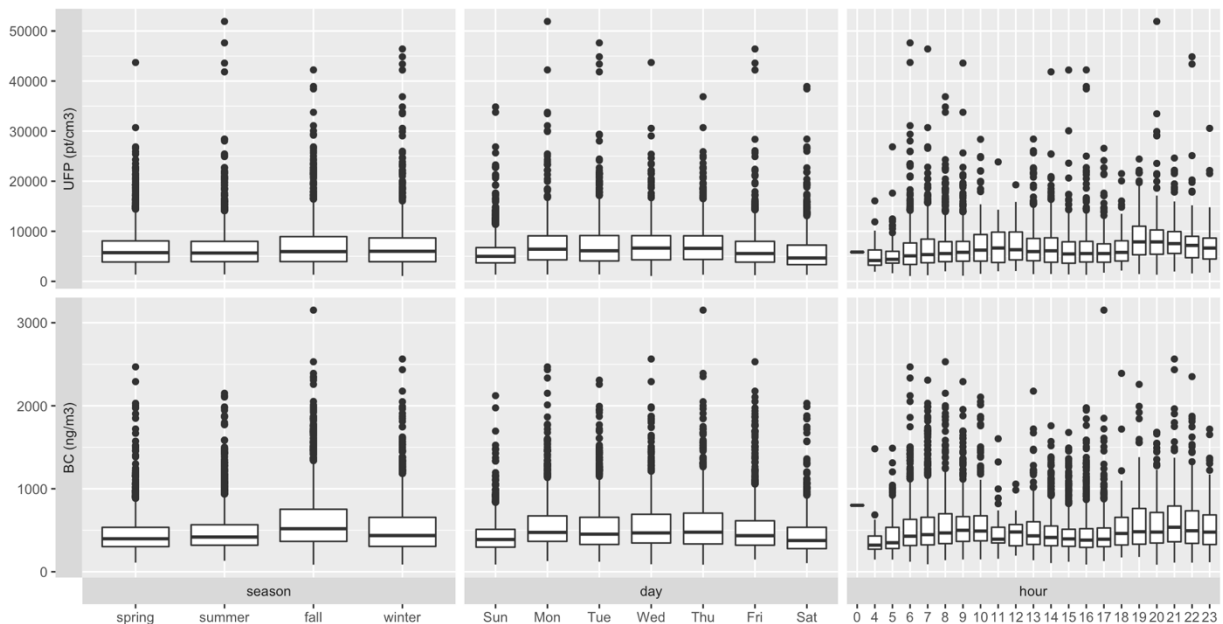 UFP (pt/cm3)
50000
40000
30000
20000
10000
0
BC (ng/m3)
3000
2000
1000
0
season
day
hour
spring summer fall winter
Sun Mon Tue Wed Thu Fri Sat
0 4 5 6 7 8 9 10 11 12 13 14 15 16 17 18 19 20 21 22 23